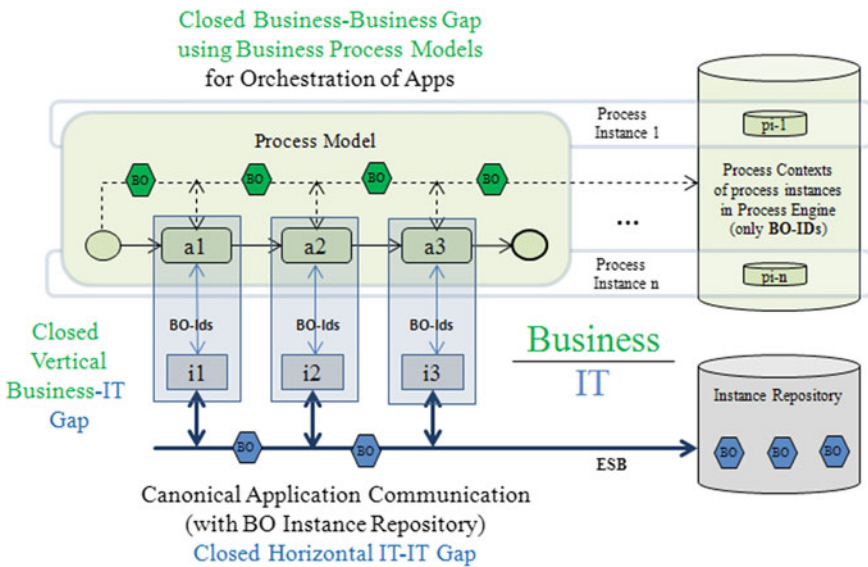 Closed Business-Business Gap
using Business Process Models
for Orchestration of Apps
Process
Instance 1
pi-1
Process Model
BO
BO
BO
BO
Process Contexts
of process instances
in Process Engine
(only BO-IDs)
...
a1
a2
a3
Process
Instance n
pi-n
BO-Ids
BO-Ids
BO-Ids
Closed
Vertical
Business-IT
Gap
Business
IT
i1
i2
i3
Instance Repository
BO
BO
BO
BO
BO
ESB
Canonical Application Communication
(with BO Instance Repository)
Closed Horizontal IT-IT Gap